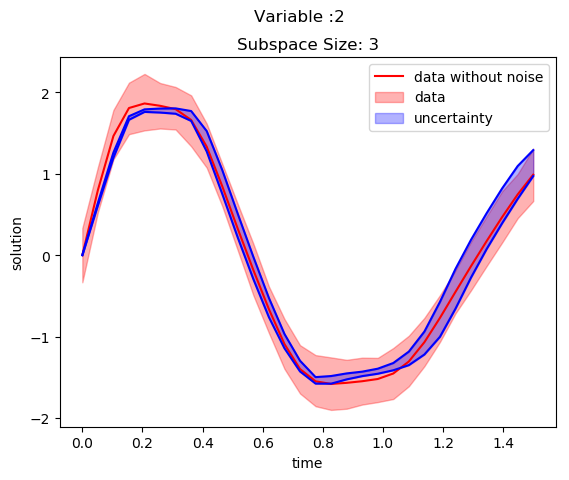 Variable :2
Subspace Size: 3
data without noise
data
uncertainty
solution
2
1
0
−1
−2
0.0 0.2 0.4 0.6 0.8 1.0 1.2 1.4
time